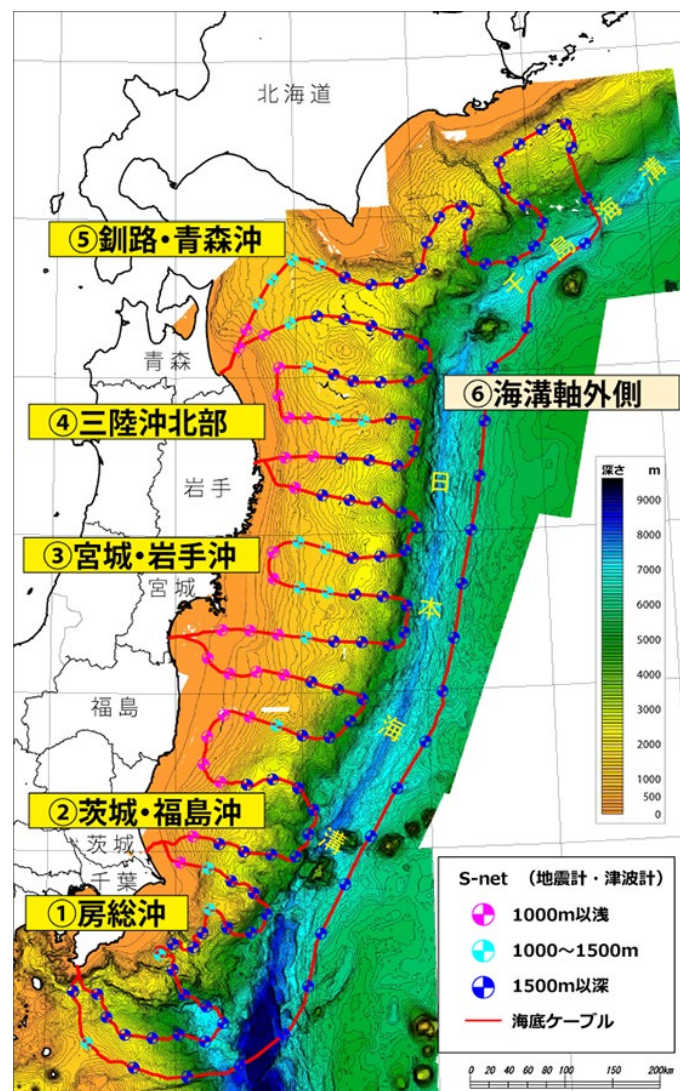 北海道
⑤釧路・青森沖
千島海溝
青森
⑥海溝軸外側
④三陸沖北部
岩手
日本海溝
③宮城・岩手沖
宮城
福島
②茨城・福島沖
茨城
千葉
①房総沖
深さ m
9000
8000
7000
6000
5000
4000
3000
2000
1000
500
0
S-net （地震計・津波計）
1000m以浅
1000～1500m
1500m以深
海底ケーブル
0 20 40 60 80 100 200km